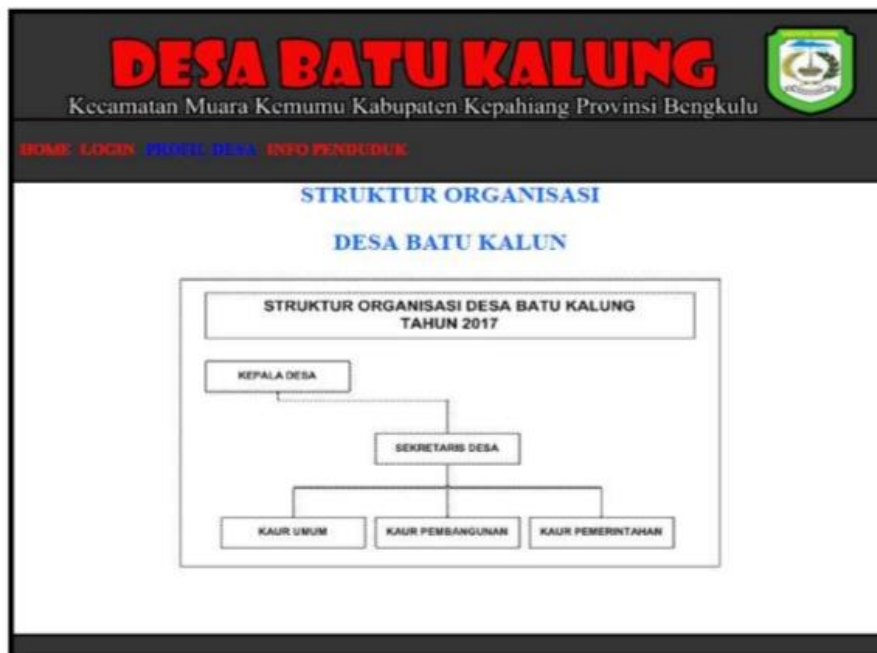 DESA BATU KALUNG
Kecamatan Muara Kemumu Kabupaten Kepahiang Provinsi Bengkulu
HOME LOGIN PROFIL DESA INFO PENDUDUK
STRUKTUR ORGANISASI
DESA BATU KALUN
STRUKTUR ORGANISASI DESA BATU KALUNG
TAHUN 2017
KEPALA DESA
SEKRETARIS DESA
KAUR UMUM KAUR PEMBANGUNAN KAUR PEMERINTAHAN